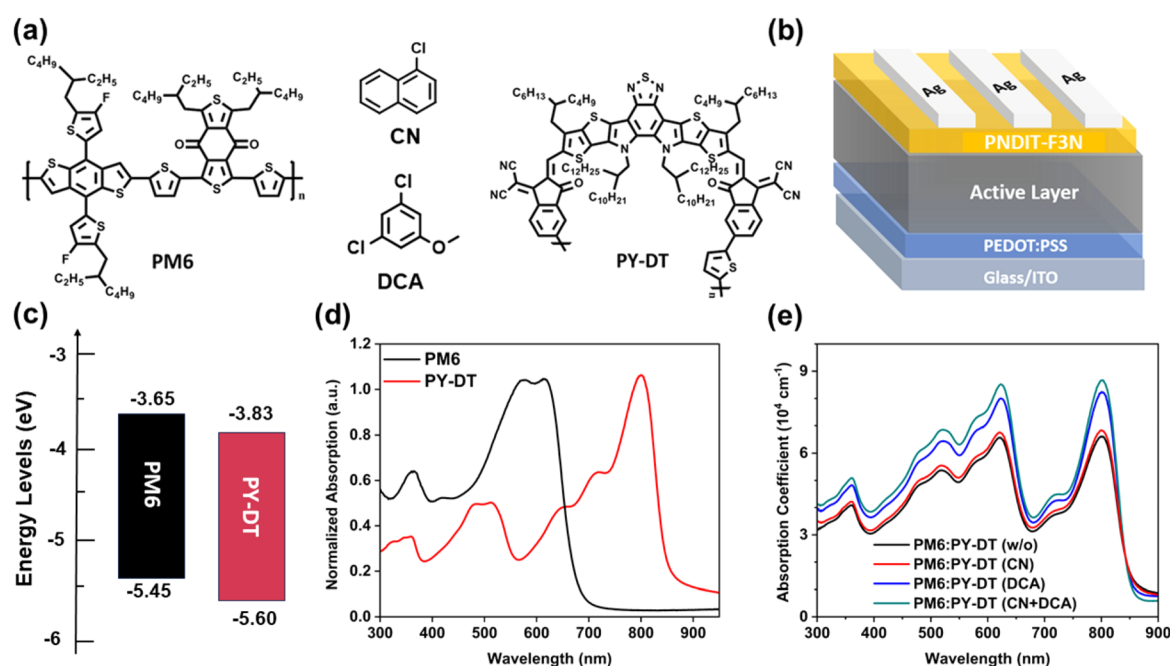 (a)
C4H9
C2H5
F
S
C2H5
C4H9
C2H5
C4H9
S
O
O
S
S
S
S
S
n
S
F
C2H5
C4H9
PM6
Cl
CN
Cl
Cl
O
DCA
S
N
N
C6H13
C4H9
C4H9
C6H13
S
S
S
S
N
N
NC
CN
O
C12H25
C10H21
C12H25
C10H21
O
CN
CN
S
n
PY-DT
(b)
Ag
Ag
Ag
PNDIT-F3N
Active Layer
PEDOT:PSS
Glass/ITO
(c)
Energy Levels (eV)
-3
-4
-5
-6
-3.65
PM6
-5.45
-3.83
PY-DT
-5.60
(d)
Normalized Absorption (a.u.)
1.2
1.0
0.8
0.6
0.4
0.2
0.0
PM6
PY-DT
300 400 500 600 700 800 900
Wavelength (nm)
(e)
Absorption Coefficient (10⁴ cm⁻¹)
9
6
3
0
PM6:PY-DT (w/o)
PM6:PY-DT (CN)
PM6:PY-DT (DCA)
PM6:PY-DT (CN+DCA)
300 400 500 600 700 800 900
Wavelength (nm)